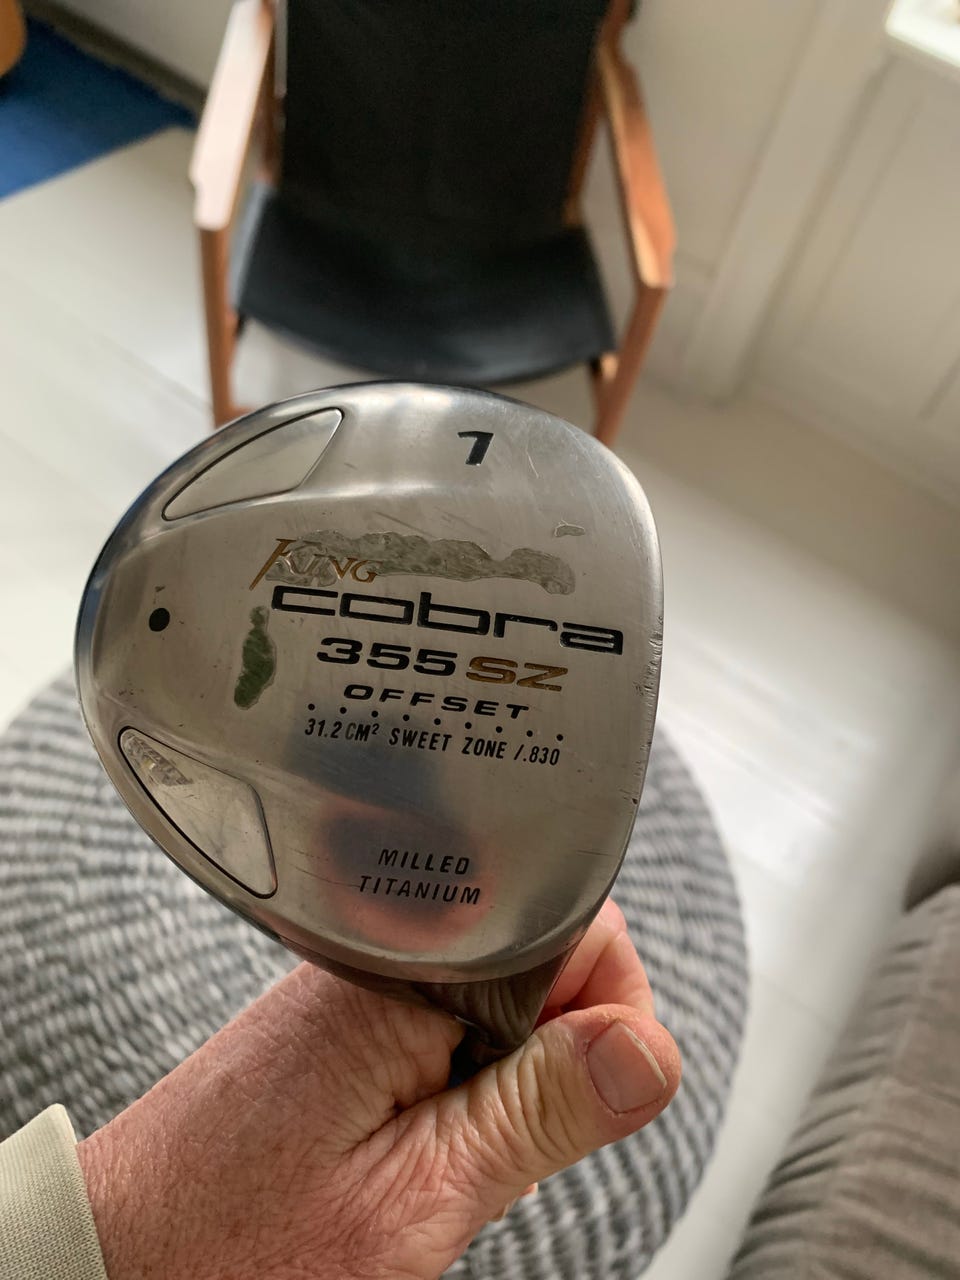 1
KING
cobra
355 SZ
OFFSET
31.2 CM² SWEET ZONE /.830
MILLED
TITANIUM